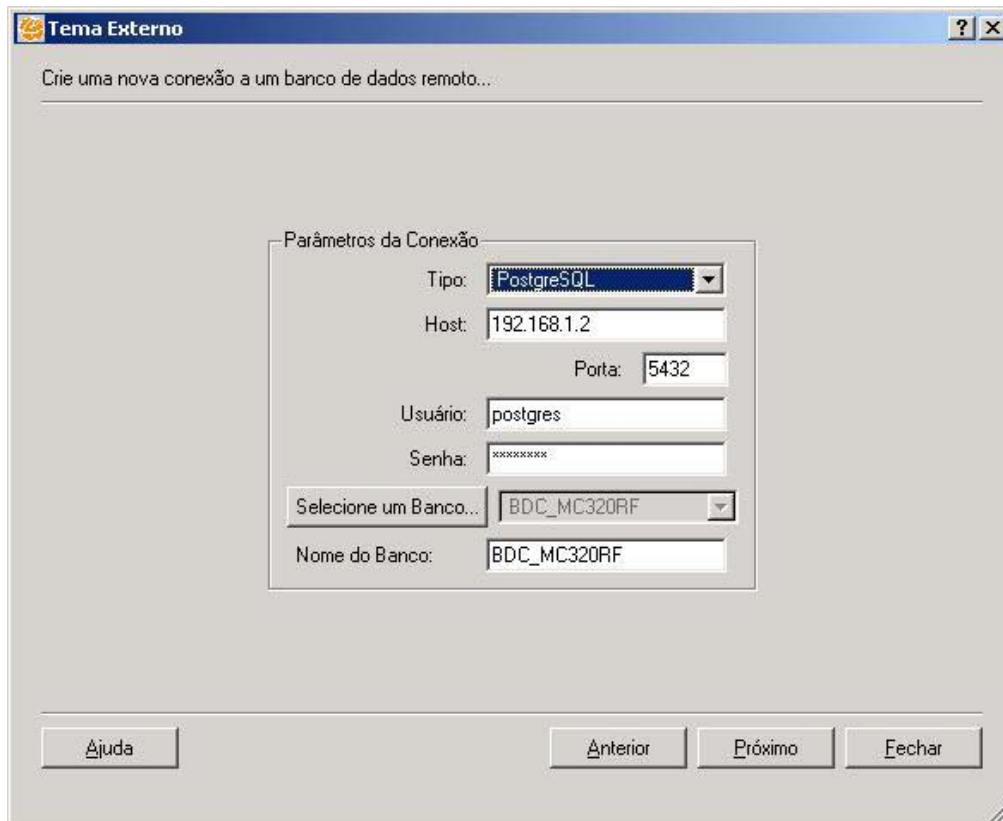 Tema Externo
Crie uma nova conexão a um banco de dados remoto...
Parâmetros da Conexão
Tipo: PostgreSQL
Host: 192.168.1.2
Porta: 5432
Usuário: postgres
Senha: ********
Selecione um Banco... BDC_MC320RF
Nome do Banco: BDC_MC320RF
Ajuda Anterior Próximo Fechar